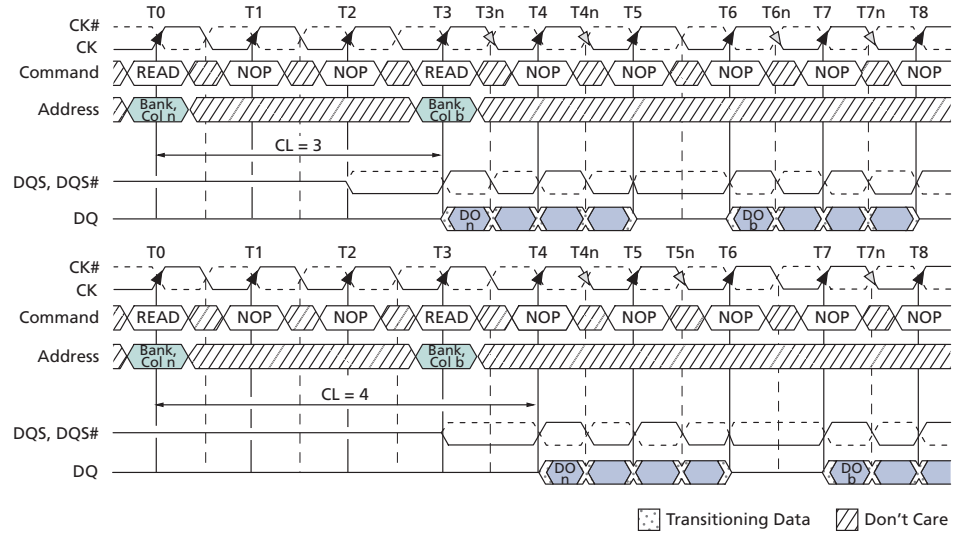 T0 T1 T2 T3 T3n T4 T4n T5 T6 T6n T7 T7n T8
CK#
CK
Command READ NOP NOP READ NOP NOP NOP NOP NOP
Address Bank, Col n Bank, Col b
CL = 3
DQS, DQS#
DQ DO n DO b
T0 T1 T2 T3 T4 T4n T5 T5n T6 T7 T7n T8
CK#
CK
Command READ NOP NOP READ NOP NOP NOP NOP NOP
Address Bank, Col n Bank, Col b
CL = 4
DQS, DQS#
DQ DO n DO b
Transitioning Data Don't Care